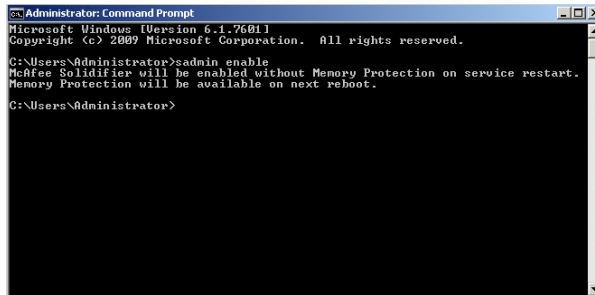 Administrator: Command Prompt
Microsoft Windows [Version 6.1.7601]
Copyright (c) 2009 Microsoft Corporation.  All rights reserved.
C:\Users\Administrator>sadmin enable
McAfee Solidifier will be enabled without Memory Protection on service restart.
Memory Protection will be available on next reboot.
C:\Users\Administrator>